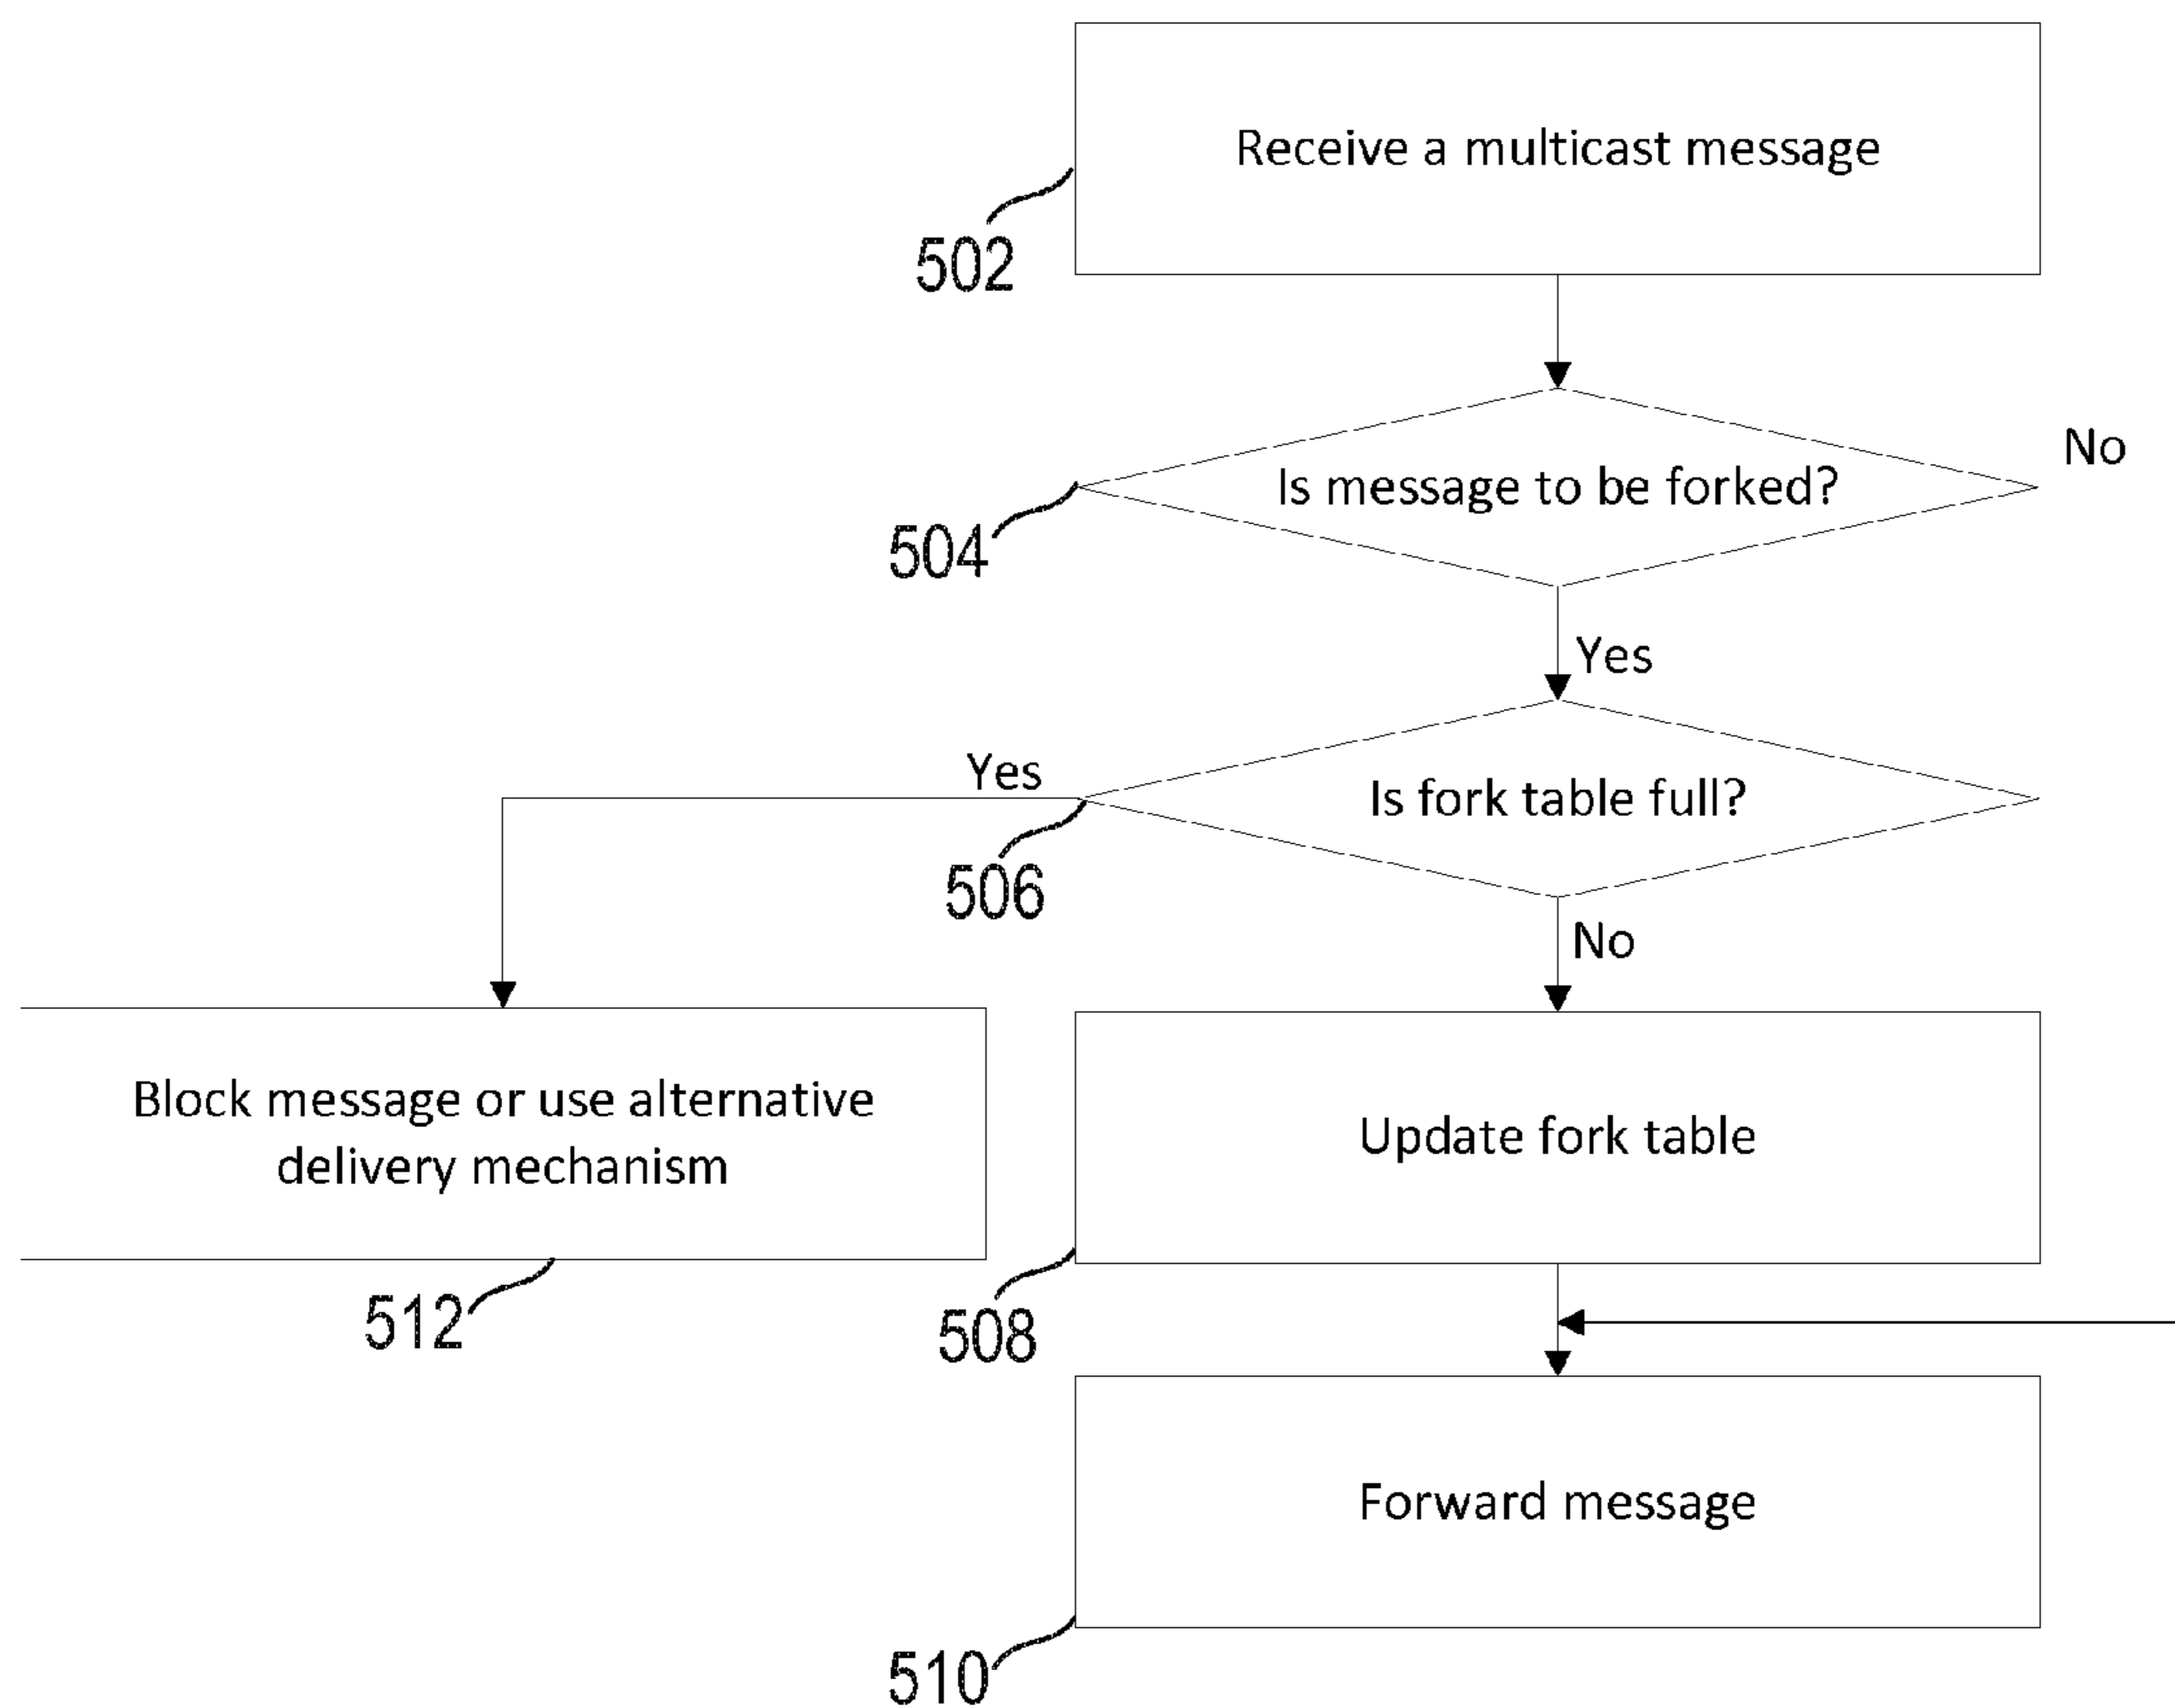 Receive a multicast message
502
Is message to be forked?
No
504
Yes
Is fork table full?
Yes
506
No
Block message or use alternative
delivery mechanism
512
Update fork table
508
Forward message
510